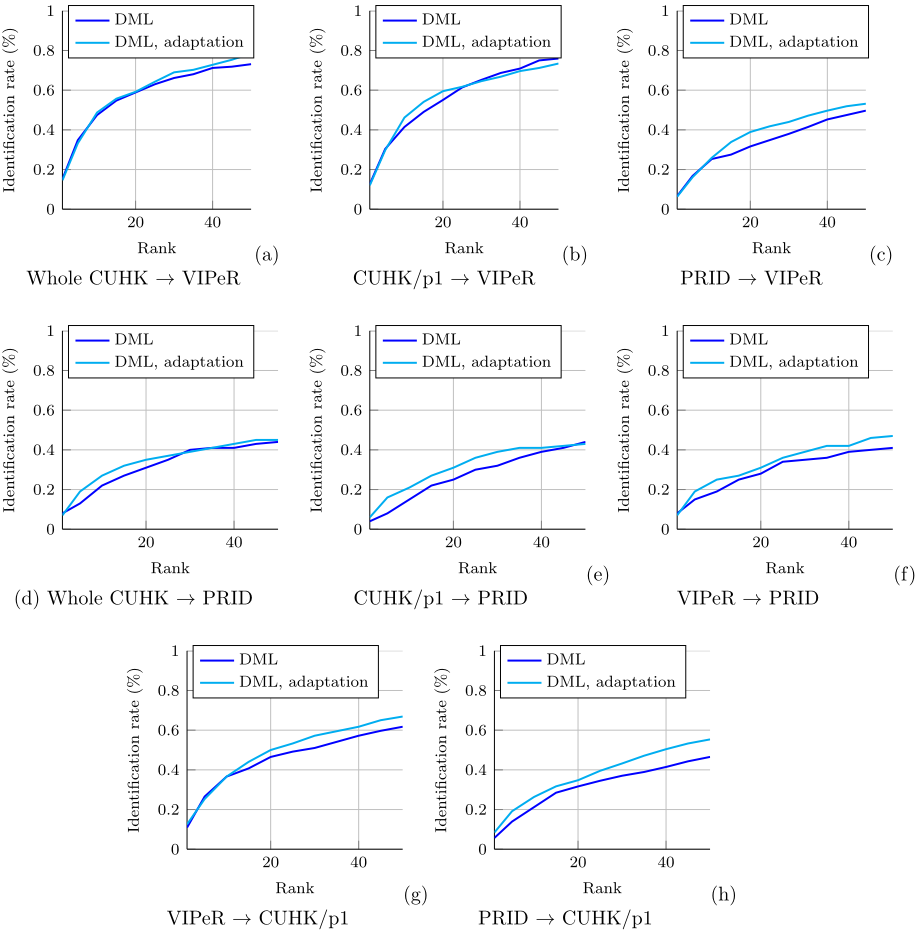 DML
DML, adaptation
Identification rate (%)
1
0.8
0.6
0.4
0.2
0
20
40
Rank
(a)
Whole CUHK → VIPeR
DML
DML, adaptation
Identification rate (%)
1
0.8
0.6
0.4
0.2
0
20
40
Rank
(b)
CUHK/p1 → VIPeR
DML
DML, adaptation
Identification rate (%)
1
0.8
0.6
0.4
0.2
0
20
40
Rank
(c)
PRID → VIPeR
DML
DML, adaptation
Identification rate (%)
1
0.8
0.6
0.4
0.2
0
20
40
Rank
(d) Whole CUHK → PRID
DML
DML, adaptation
Identification rate (%)
1
0.8
0.6
0.4
0.2
0
20
40
Rank
(e)
CUHK/p1 → PRID
DML
DML, adaptation
Identification rate (%)
1
0.8
0.6
0.4
0.2
0
20
40
Rank
(f)
VIPeR → PRID
DML
DML, adaptation
Identification rate (%)
1
0.8
0.6
0.4
0.2
0
20
40
Rank
(g)
VIPeR → CUHK/p1
DML
DML, adaptation
Identification rate (%)
1
0.8
0.6
0.4
0.2
0
20
40
Rank
(h)
PRID → CUHK/p1